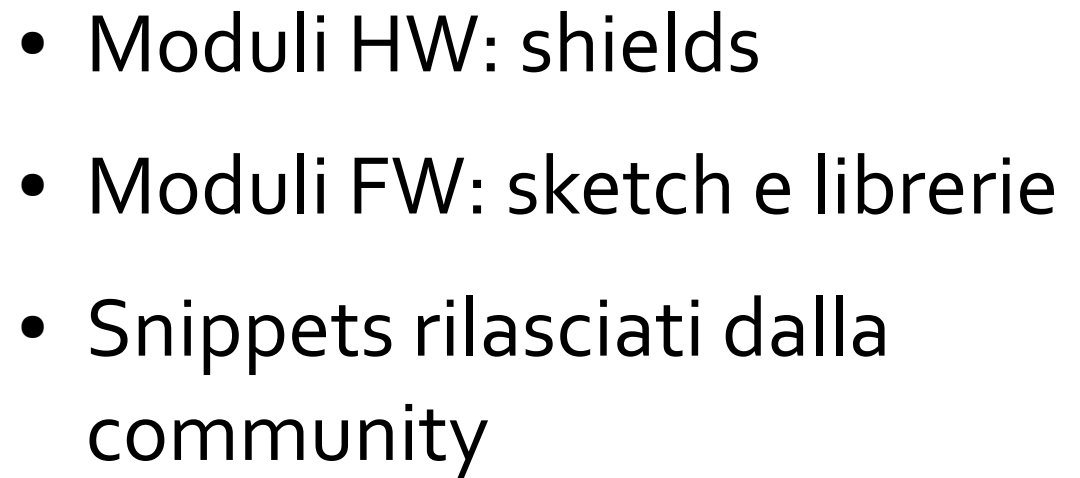 • Moduli HW: shields
• Moduli FW: sketch e librerie
• Snippets rilasciati dalla
community